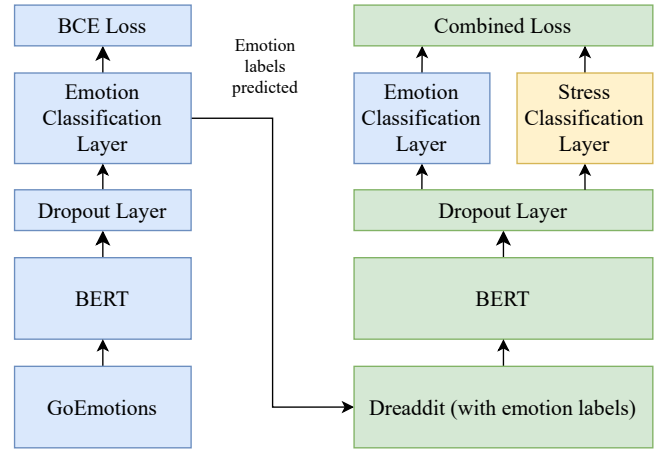 BCE Loss
Emotion
Classification
Layer
Dropout Layer
BERT
GoEmotions
Emotion
labels
predicted
Combined Loss
Emotion
Classification
Layer
Stress
Classification
Layer
Dropout Layer
BERT
Dreaddit (with emotion labels)